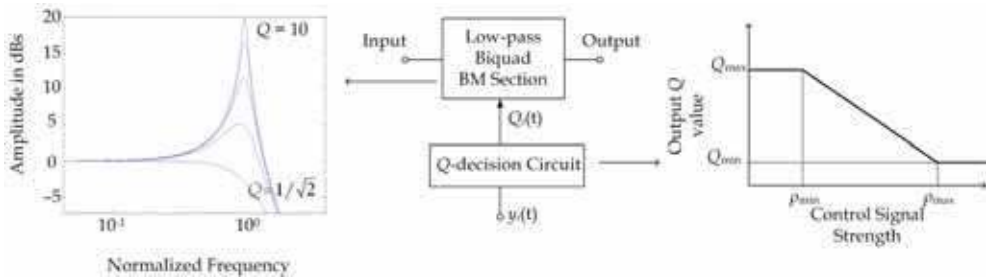 Amplitude in dBs
20
15
10
5
0
−5
10⁻¹
10⁰
Normalized Frequency
Q = 10
Q = 1/√2
Input
Low-pass
Biquad
BM Section
Output
Qᵢ(t)
Q-decision Circuit
yᵢ(t)
Output Q
value
Qmax
Qmin
ρmin
ρmax
Control Signal
Strength